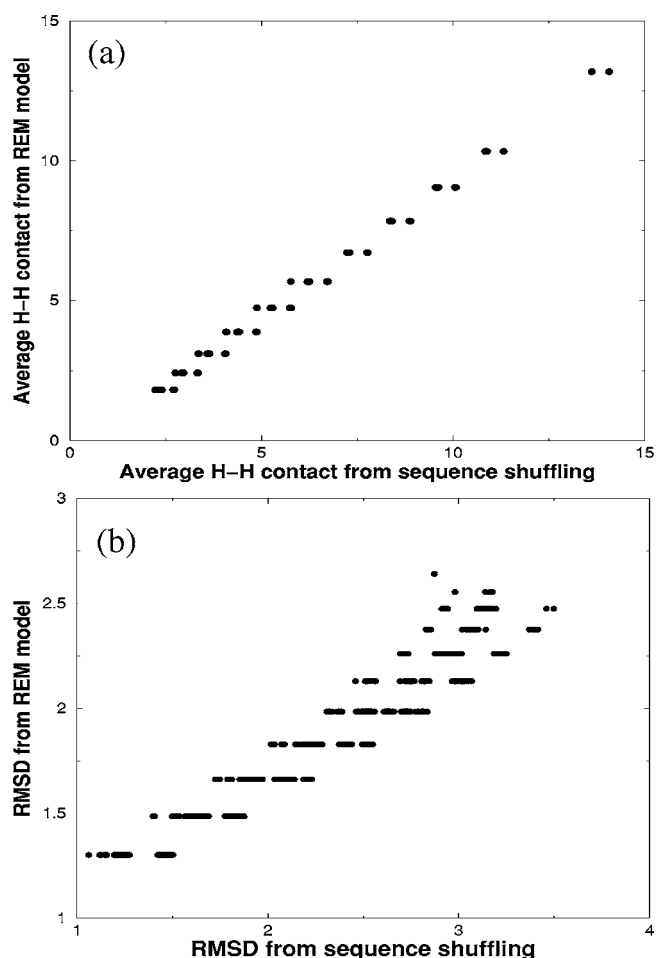 15
(a)
10
Average H–H contact from REM model
5
0
0 5 10 15
Average H–H contact from sequence shuffling
3
(b)
2.5
RMSD from REM model
2
1.5
1
1 2 3 4
RMSD from sequence shuffling